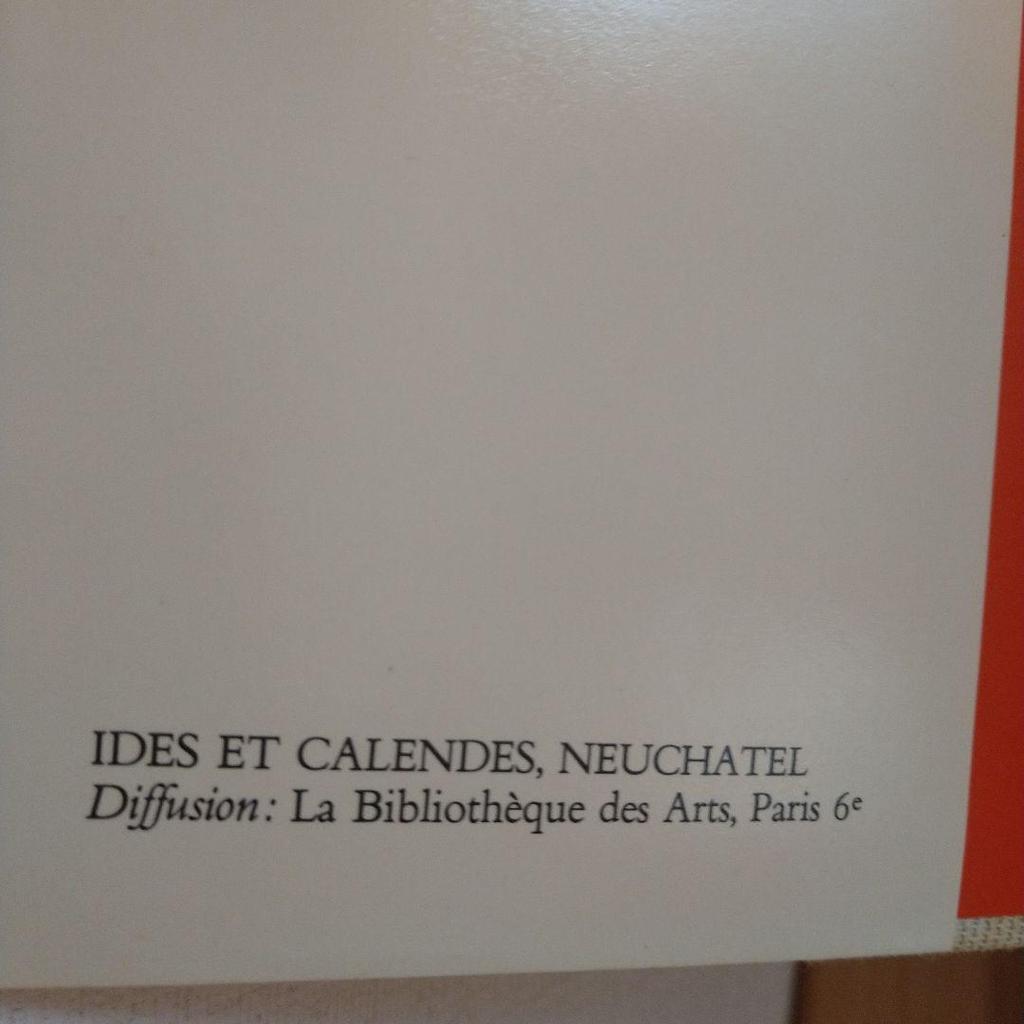 IDES ET CALENDES, NEUCHATEL
Diffusion: La Bibliothèque des Arts, Paris 6e